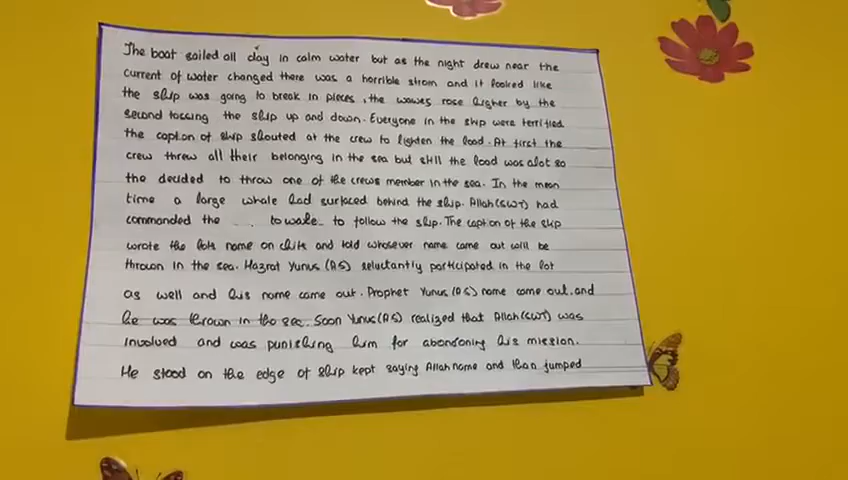 The boat sailed all day in calm water but as the night drew near the
current of water changed there was a horrible strom and it looked like
the ship was going to break in pieces, the wawes rose higher by the
second tossing the ship up and down. Everyone in the ship were terrified
the caption of ship shouted at the crew to lighten the load. At first the
crew threw all their belonging in the sea but still the load was alot so
the decided to throw one of the crews member in the sea. In the mean
time a large whale had surfaced behind the ship. Allah (SWT) had
commanded the to wale to follow the ship. The caption of the ship
wrote the lots name on chits and told whosever name came out will be
thrown in the sea. Hazrat Yunus (AS) reluctantly participated in the lot
as well and his name came out. Prophet Yunus (AS) name came out. and
he was thrown in the sea. Soon Yunus (AS) realized that Allah (SWT) was
involved and was punishing him for abandoning his mission.
He stood on the edge of ship kept saying Allah name and than jumped